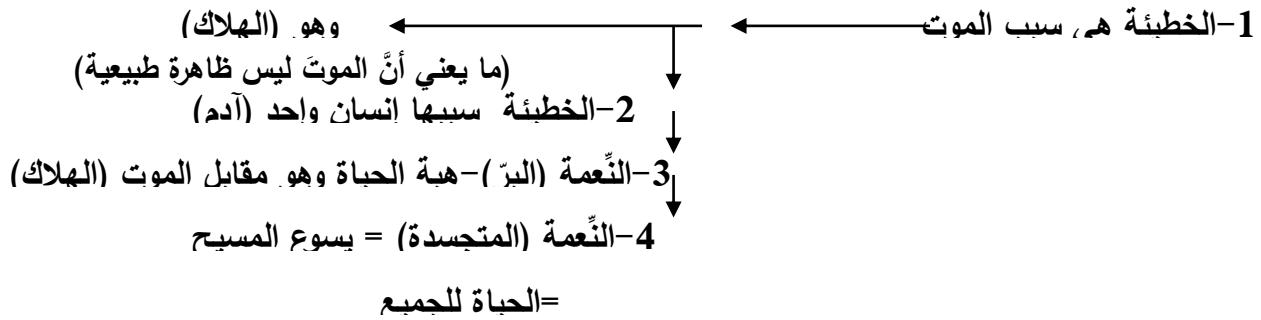 1-الخطيئة هي سبب الموت وهو (الهلاك)
(ما يعني أنَّ الموتَ ليس ظاهرة طبيعية)
2-الخطيئة سببها إنسان واحد (آدم)
3-النِّعمة (البرّ)-هبة الحياة وهو مقابل الموت (الهلاك)
4-النِّعمة (المتجسدة) = يسوع المسيح
=الحياة للجميع